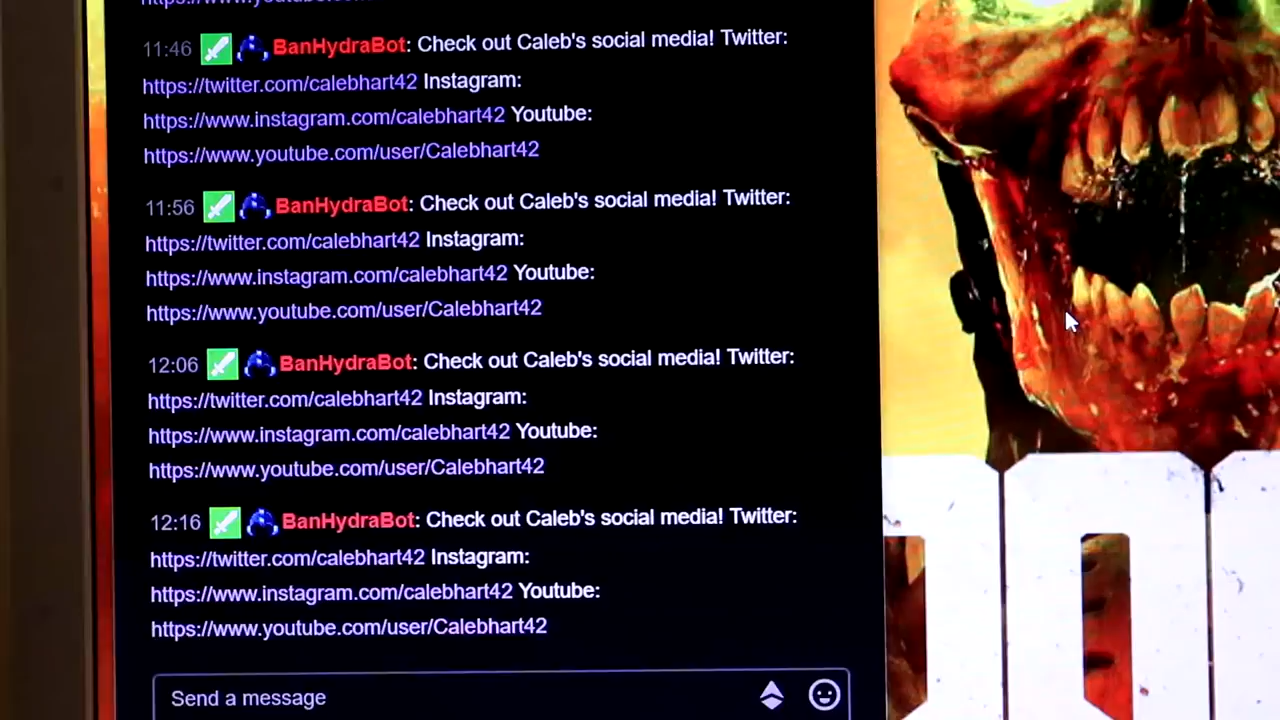 11:46 BanHydraBot: Check out Caleb's social media! Twitter:
https://twitter.com/calebhart42 Instagram:
https://www.instagram.com/calebhart42 Youtube:
https://www.youtube.com/user/Calebhart42
11:56 BanHydraBot: Check out Caleb's social media! Twitter:
https://twitter.com/calebhart42 Instagram:
https://www.instagram.com/calebhart42 Youtube:
https://www.youtube.com/user/Calebhart42
12:06 BanHydraBot: Check out Caleb's social media! Twitter:
https://twitter.com/calebhart42 Instagram:
https://www.instagram.com/calebhart42 Youtube:
https://www.youtube.com/user/Calebhart42
12:16 BanHydraBot: Check out Caleb's social media! Twitter:
https://twitter.com/calebhart42 Instagram:
https://www.instagram.com/calebhart42 Youtube:
https://www.youtube.com/user/Calebhart42
Send a message